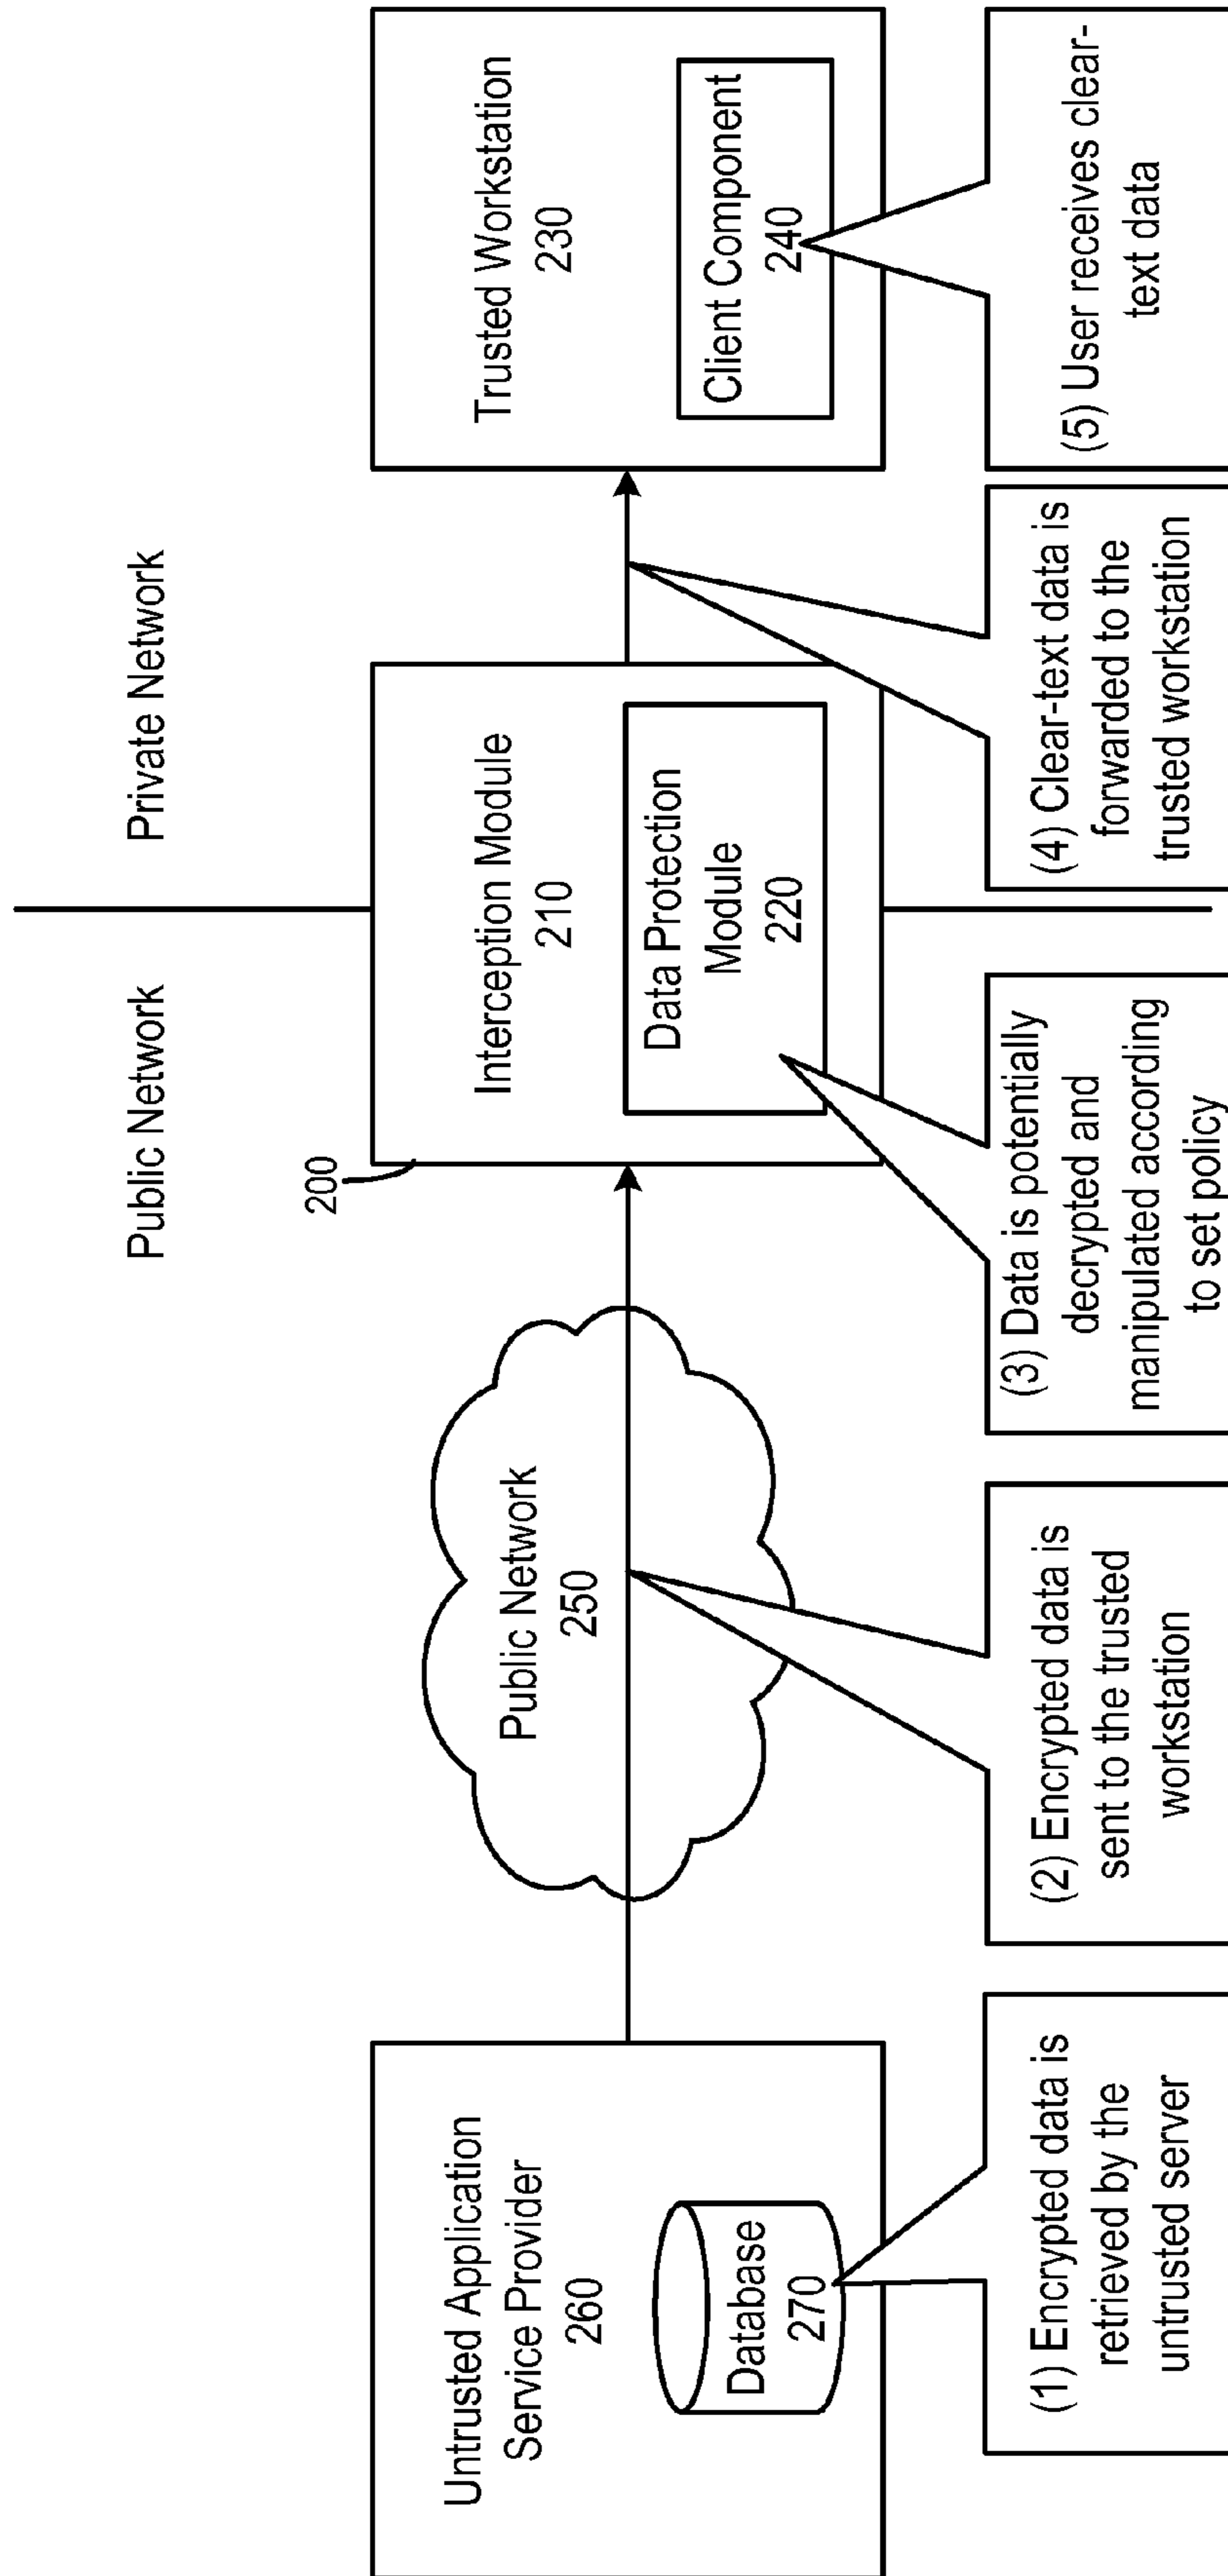 Public Network
Private Network
200
Untrusted Application
Service Provider
260
Database
270
Public Network
250
Interception Module
210
Data Protection
Module
220
Trusted Workstation
230
Client Component
240
(1) Encrypted data is
retrieved by the
untrusted server
(2) Encrypted data is
sent to the trusted
workstation
(3) Data is potentially
decrypted and
manipulated according
to set policy
(4) Clear-text data is
forwarded to the
trusted workstation
(5) User receives clear-
text data